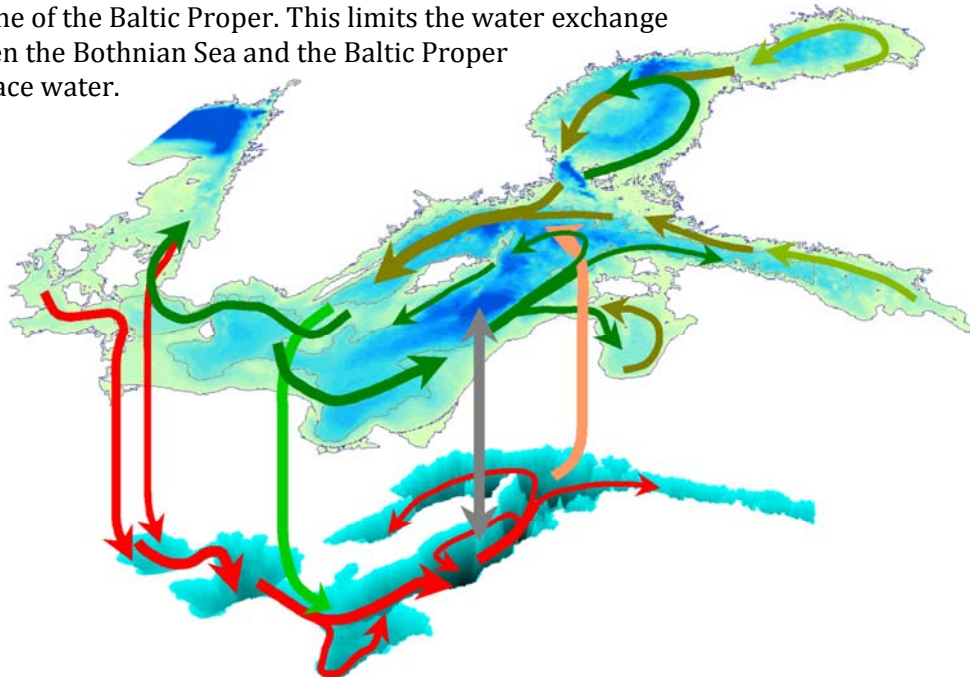 ne of the Baltic Proper. This limits the water exchange
en the Bothnian Sea and the Baltic Proper
ace water.